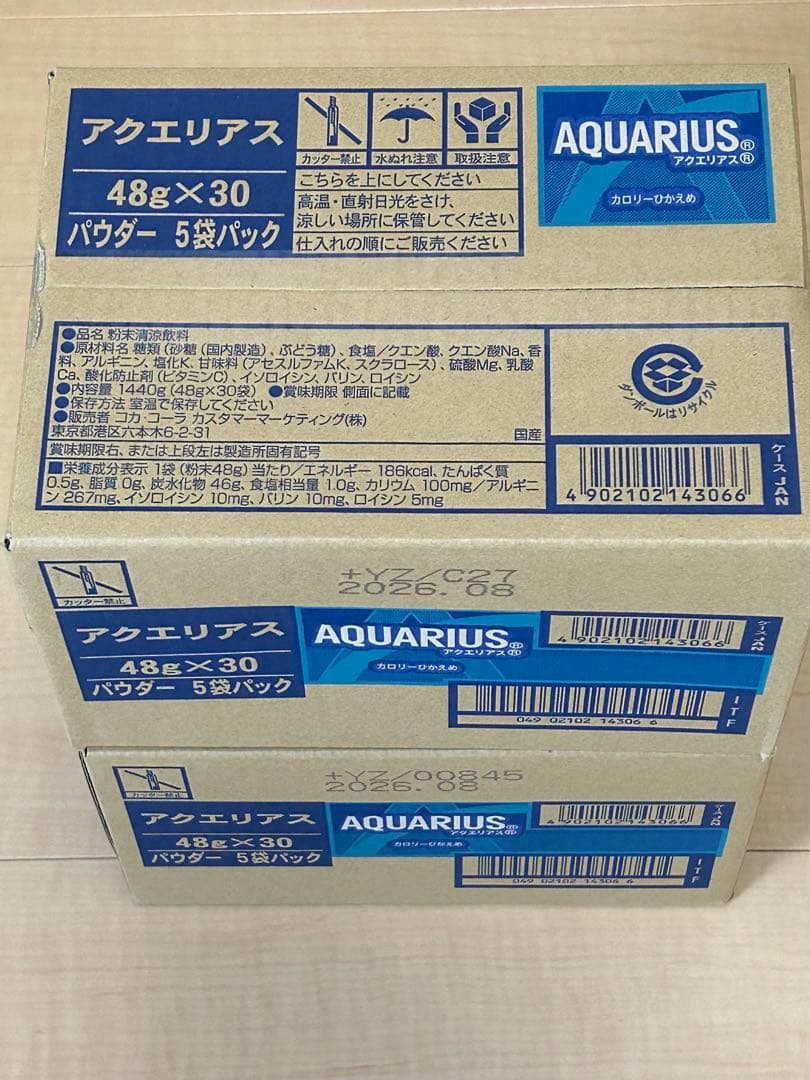 アクエリアス
48g×30
パウダー 5袋パック
カッター禁止
水ぬれ注意
取扱注意
こちらを上にしてください
高温・直射日光をさけ、
涼しい場所に保管してください
仕入れの順にご販売ください
AQUARIUS®
アクエリアス®
カロリーひかえめ
●品名 粉末清涼飲料
●原材料名 糖類（砂糖（国内製造）、ぶどう糖）、食塩／クエン酸、クエン酸Na、香
料、アルギニン、塩化K、甘味料（アセスルファムK、スクラロース）、硫酸Mg、乳酸
Ca、酸化防止剤（ビタミンC）、イソロイシン、バリン、ロイシン
●内容量 1440g（48g×30袋） ●賞味期限 側面に記載
●保存方法 室温で保存してください
●販売者 コカ・コーラ カスタマーマーケティング(株)
東京都港区六本木6-2-31
国産
賞味期限右、または上段左は製造所固有記号
■栄養成分表示 1袋（粉末48g）当たり／エネルギー 186kcal、たんぱく質
0.5g、脂質 0g、炭水化物 46g、食塩相当量 1.0g、カリウム 100mg／アルギニ
ン 267mg、イソロイシン 10mg、バリン 10mg、ロイシン 5mg
ダンボールはリサイクル
4 902102 143066
ケースJAN
カッター禁止
+YZ/C27
2026.08
アクエリアス
48g×30
パウダー 5袋パック
AQUARIUS®
アクエリアス®
カロリーひかえめ
4 902102 143066
ケースJAN
049 02102 14306 6
ITF
カッター禁止
+YZ/00845
2026.08
アクエリアス
48g×30
パウダー 5袋パック
AQUARIUS®
アクエリアス®
カロリーひかえめ
4 902102 143066
ケースJAN
049 02102 14306 6
ITF